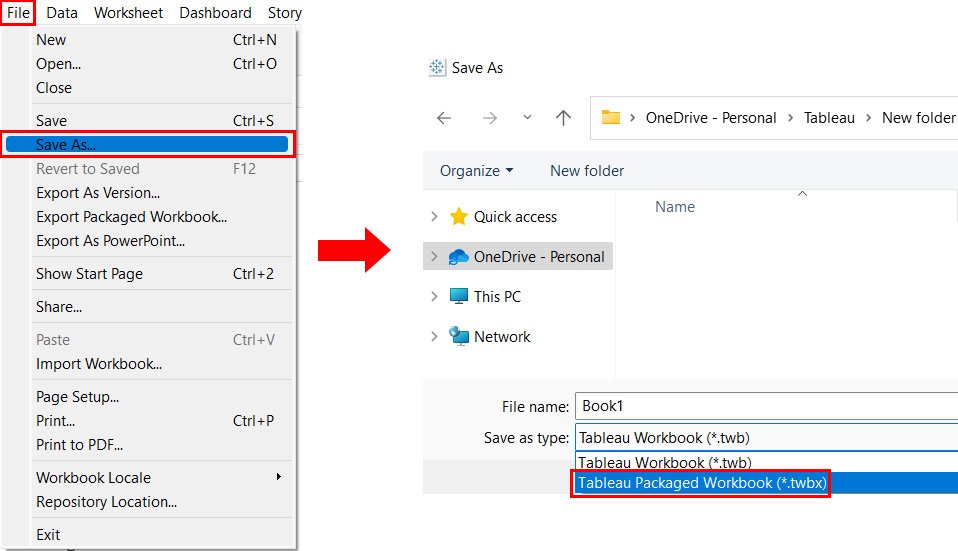 File Data Worksheet Dashboard Story
New Ctrl+N
Open... Ctrl+O
Close
Save Ctrl+S
Save As...
Revert to Saved F12
Export As Version...
Export Packaged Workbook...
Export As PowerPoint...
Show Start Page Ctrl+2
Share...
Paste Ctrl+V
Import Workbook...
Page Setup...
Print... Ctrl+P
Print to PDF...
Workbook Locale
Repository Location...
Exit
Save As
OneDrive - Personal > Tableau > New folder
Organize New folder
Name
Quick access
OneDrive - Personal
This PC
Network
File name: Book1
Save as type: Tableau Workbook (*.twb)
Tableau Workbook (*.twb)
Tableau Packaged Workbook (*.twbx)